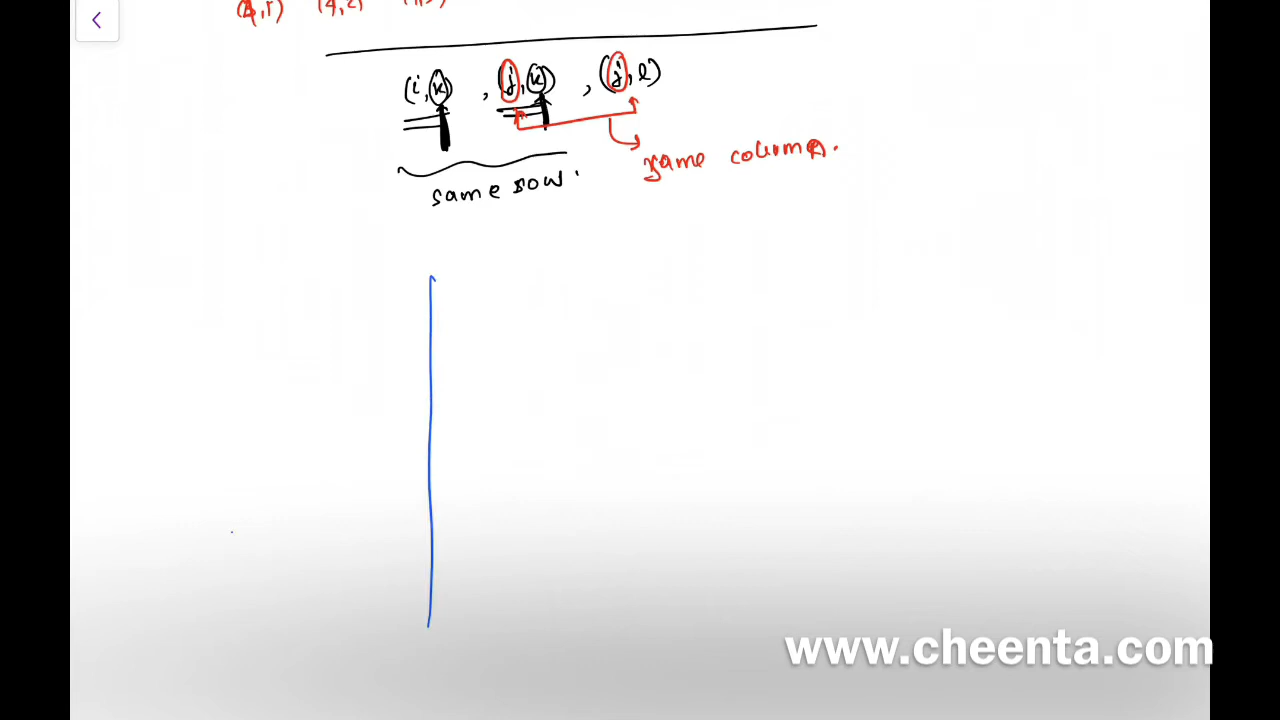 (i,k) , (j,k) , (j,l)
same row.
same column.
www.cheenta.com